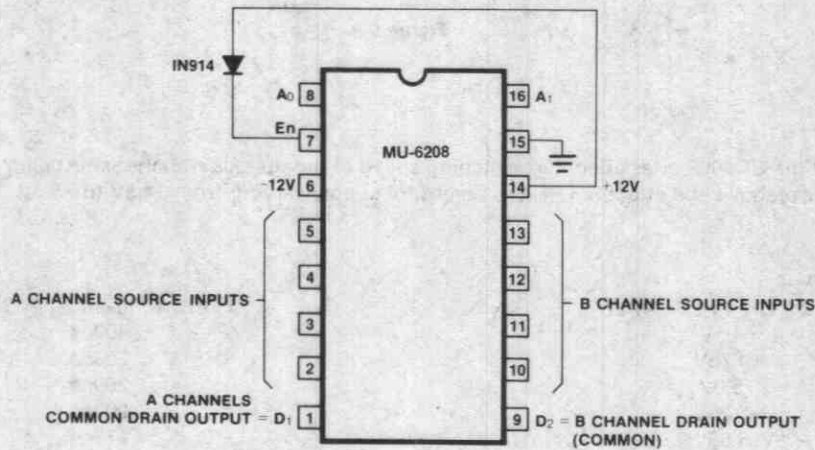 IN914
A0 8
16 A1
En
7
15
MU-6208
12V 6
14 12V
5
13
4
12
A CHANNEL SOURCE INPUTS
B CHANNEL SOURCE INPUTS
3
11
2
10
A CHANNELS
COMMON DRAIN OUTPUT = D1 1
9 D2 = B CHANNEL DRAIN OUTPUT
(COMMON)